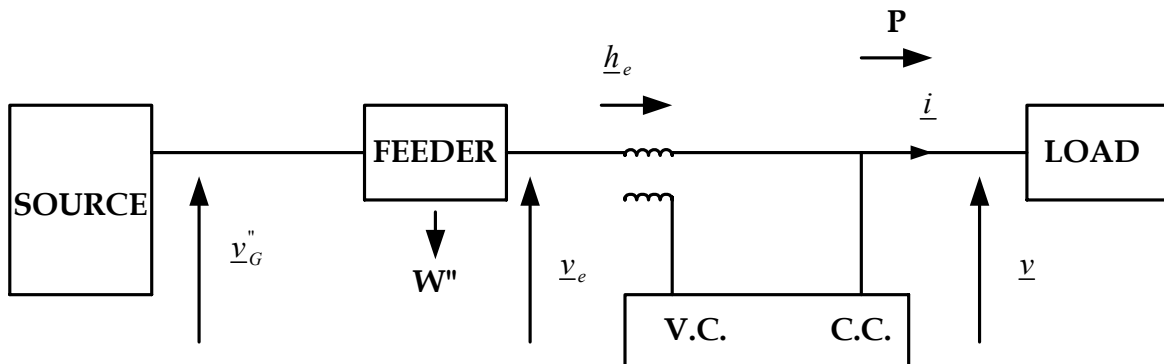 P
h_e
i
SOURCE
FEEDER
LOAD
v"_G
W"
v_e
v
V.C.
C.C.